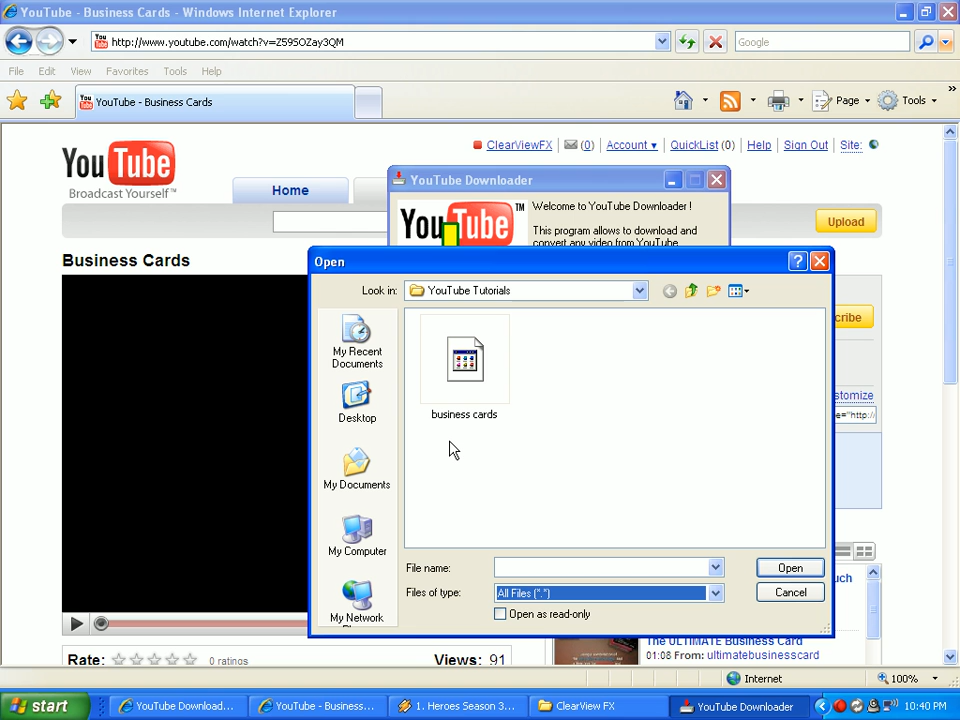 YouTube - Business Cards - Windows Internet Explorer
http://www.youtube.com/watch?v=Z59SOZay3QM
Google
File Edit View Favorites Tools Help
YouTube - Business Cards
Page
Tools
YouTube
Broadcast Yourself™
ClearViewFX
(0)
Account ▾
QuickList (0)
Help
Sign Out
Site:
Home
Upload
YouTube Downloader
YouTube™
Welcome to YouTube Downloader !
This program allows to download and
convert any video from YouTube
Business Cards
Open
Look in:
YouTube Tutorials
My Recent
Documents
Desktop
My Documents
My Computer
My Network
business cards
File name:
Open
Files of type:
All Files (*.*)
Cancel
Open as read-only
cribe
stomize
="http:/
uch
Rate:
0 ratings
Views: 91
The ULTIMATE Business Card
01:08 From: ultimatebusinesscard
Internet
100%
start
YouTube Download...
YouTube - Business...
1. Heroes Season 3...
ClearView FX
YouTube Downloader
10:40 PM